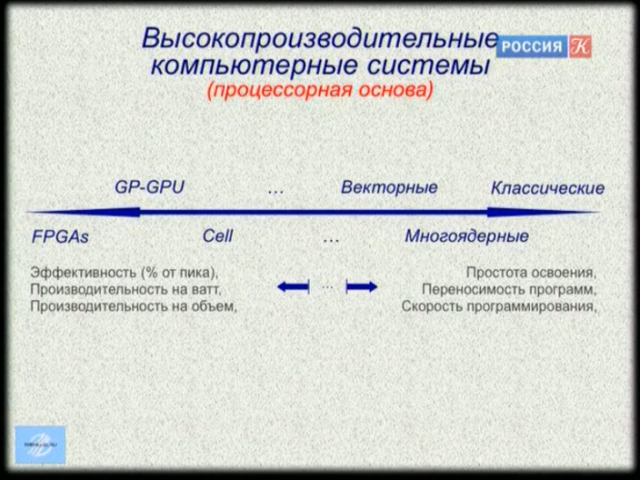 Высокопроизводительные
РОССИЯ К
компьютерные системы
(процессорная основа)
GP-GPU ... Векторные Классические
FPGAs Cell ... Многоядерные
Эффективность (% от пика), Простота освоения,
Производительность на ватт, ... Переносимость программ,
Производительность на объем, Скорость программирования,